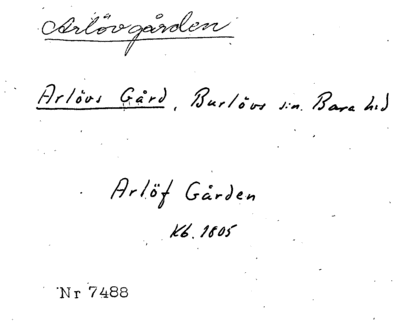 Arlövgården
Arlövs Gård, Burlövs sn. Bara hd
Arlöf Gården
Kb. 1805
Nr 7488